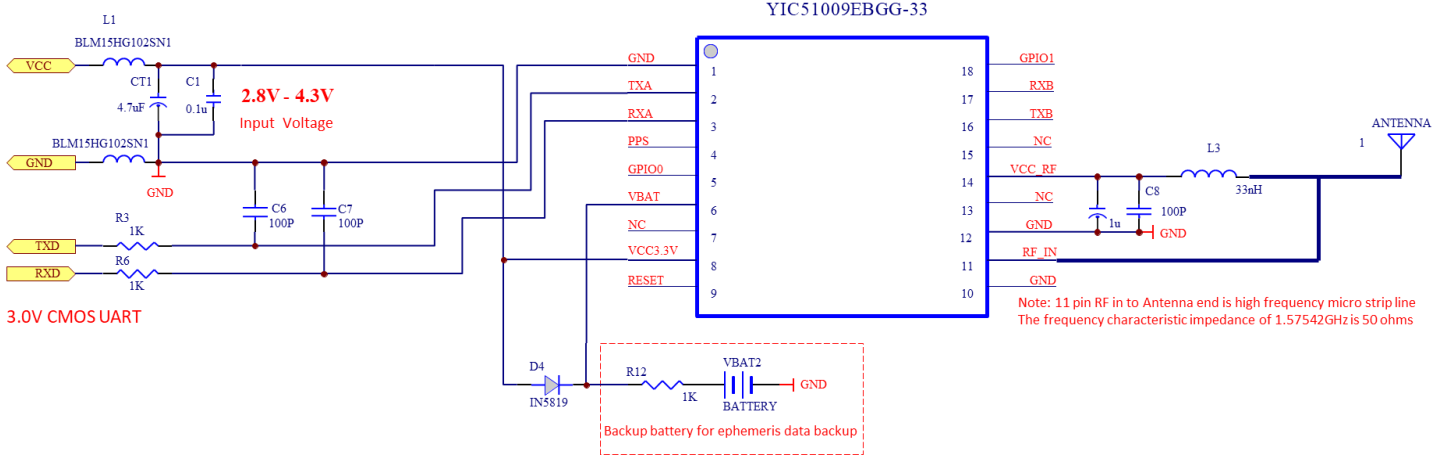 YIC51009EBGG-33
L1
BLM15HG102SN1
VCC
CT1
4.7uF
C1
0.1u
2.8V - 4.3V
Input Voltage
BLM15HG102SN1
GND
GND
C6
100P
C7
100P
R3
1K
TXD
R6
RXD
1K
3.0V CMOS UART
GND
1
TXA
2
RXA
3
PPS
4
GPIO0
5
VBAT
6
NC
7
VCC3.3V
8
RESET
9
GPIO1
18
RXB
17
TXB
16
NC
15
VCC_RF
14
NC
13
GND
12
RF_IN
11
GND
10
1u
C8
100P
GND
L3
33nH
ANTENNA
1
Note: 11 pin RF in to Antenna end is high frequency micro strip line
The frequency characteristic impedance of 1.57542GHz is 50 ohms
D4
IN5819
R12
1K
VBAT2
BATTERY
GND
Backup battery for ephemeris data backup